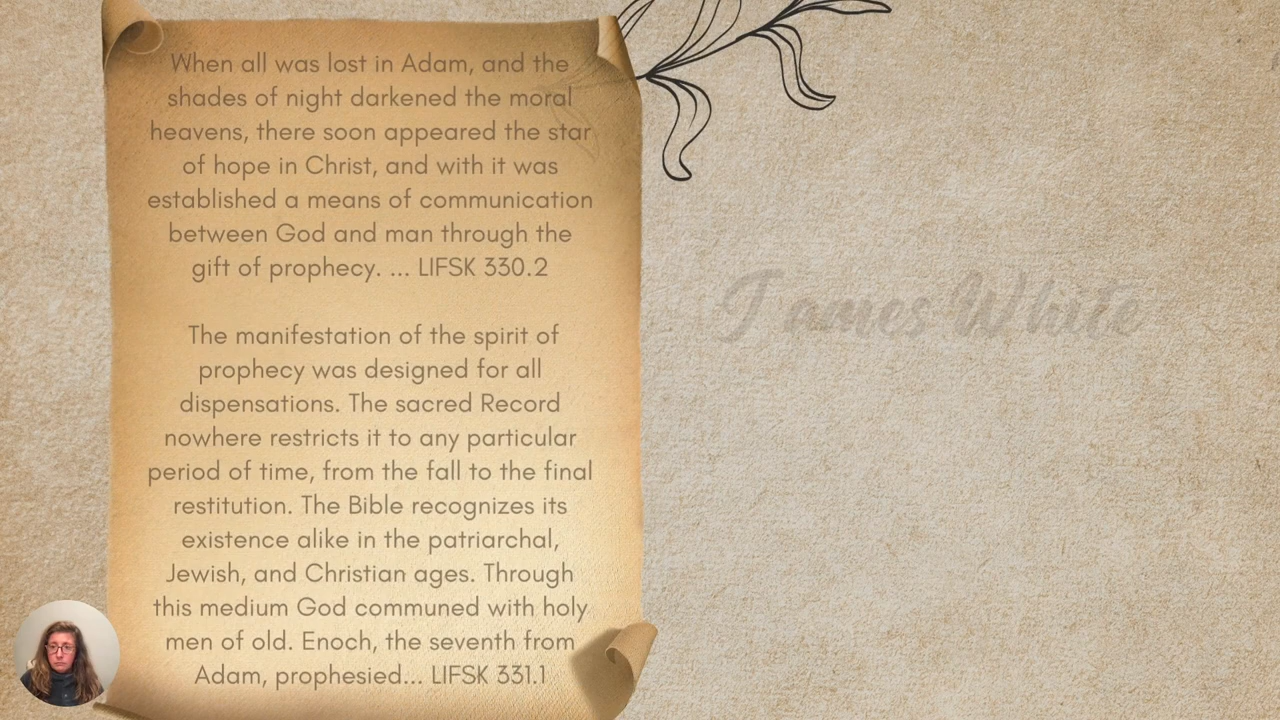 When all was lost in Adam, and the
shades of night darkened the moral
heavens, there soon appeared the star
of hope in Christ, and with it was
established a means of communication
between God and man through the
gift of prophecy. ... LIFSK 330.2
The manifestation of the spirit of
prophecy was designed for all
dispensations. The sacred Record
nowhere restricts it to any particular
period of time, from the fall to the final
restitution. The Bible recognizes its
existence alike in the patriarchal,
Jewish, and Christian ages. Through
this medium God communed with holy
men of old. Enoch, the seventh from
Adam, prophesied... LIFSK 331.1
James White